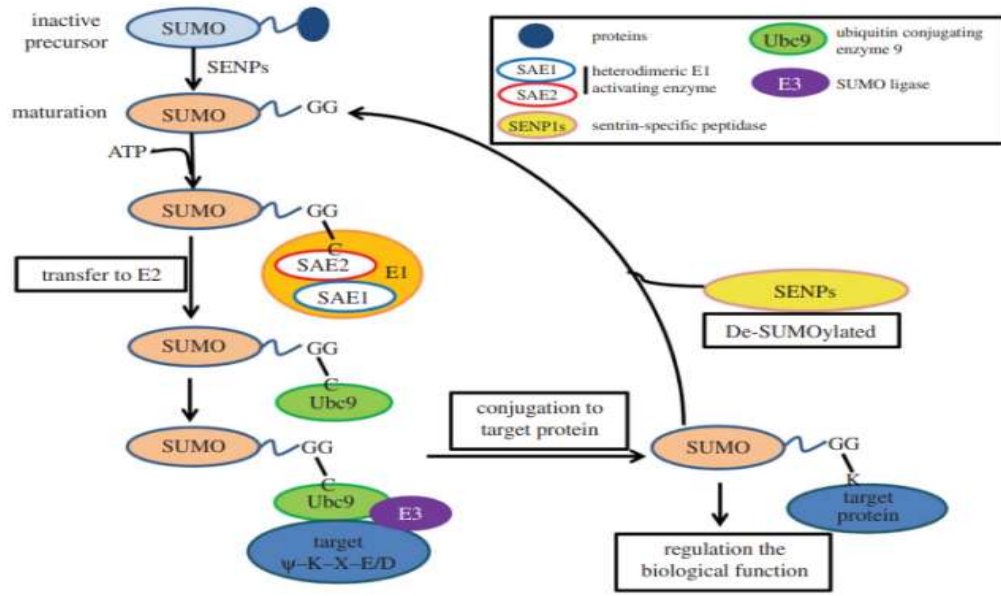 inactive
precursor
SUMO
SENPs
maturation
SUMO
GG
ATP
SUMO
GG
C
SAE2
E1
SAE1
transfer to E2
SUMO
GG
C
Ubc9
SUMO
GG
C
Ubc9
E3
target
ψ–K–X–E/D
conjugation to
target protein
SUMO
GG
K
target
protein
regulation the
biological function
SENPs
De-SUMOylated
proteins
SAE1
SAE2
heterodimeric E1
activating enzyme
SENP1s
sentrin-specific peptidase
Ubc9
ubiquitin conjugating
enzyme 9
E3
SUMO ligase